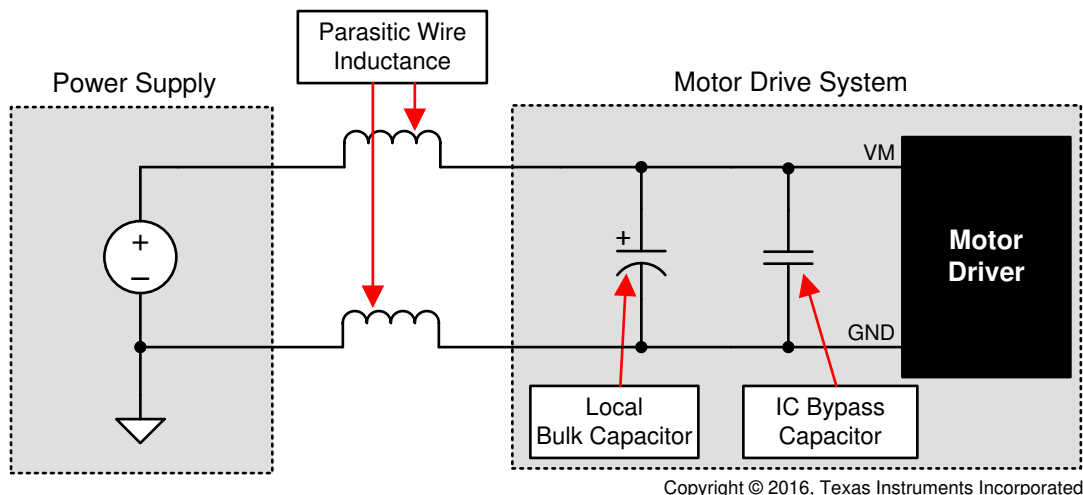 Parasitic Wire
Inductance
Power Supply
Motor Drive System
VM
+
–
+
Motor
Driver
GND
Local
Bulk Capacitor
IC Bypass
Capacitor
Copyright © 2016, Texas Instruments Incorporated